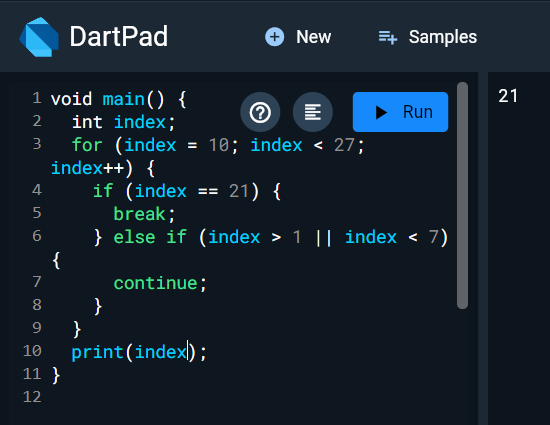 DartPad
New
Samples
1 void main() {
2 int index;
3 for (index = 10; index < 27;
index++) {
4 if (index == 21) {
5 break;
6 } else if (index > 1 || index < 7)
{
7 continue;
8 }
9 }
10 print(index);
11 }
12
?
Run
21